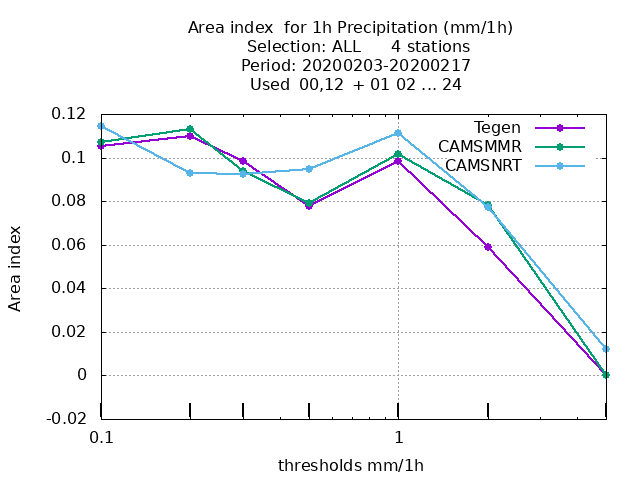 Area index  for 1h Precipitation (mm/1h)
Selection: ALL      4 stations
Period: 20200203-20200217
Used  00,12  + 01 02 ... 24
Tegen
CAMSMMR
CAMSNRT
0.12
0.1
0.08
0.06
0.04
0.02
0
-0.02
Area index
0.1
1
thresholds mm/1h